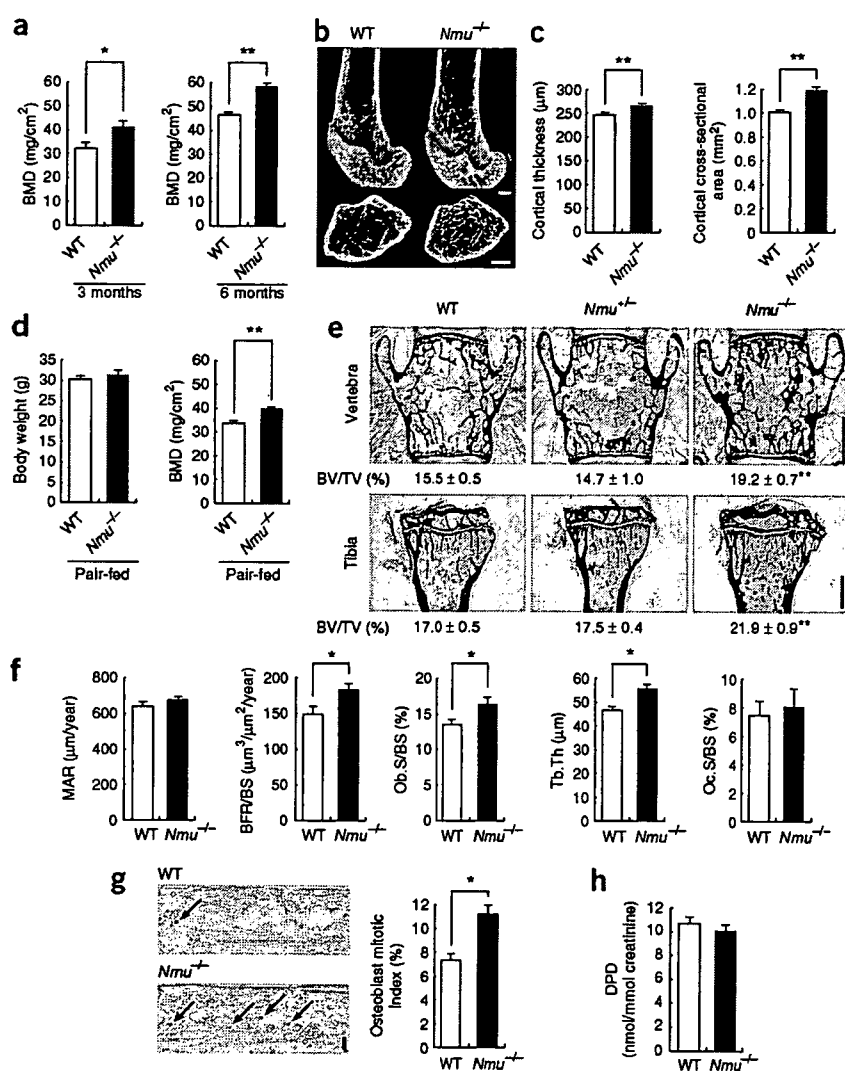 a
*
BMD (mg/cm²)
60
50
40
30
20
10
0
WT
Nmu⁻/⁻
3 months
**
BMD (mg/cm²)
60
50
40
30
20
10
0
WT
Nmu⁻/⁻
6 months
b
WT
Nmu⁻/⁻
c
**
Cortical thickness (μm)
300
250
200
150
100
50
0
WT
Nmu⁻/⁻
**
Cortical cross-sectional
area (mm²)
1.2
1.0
0.8
0.6
0.4
0.2
0
WT
Nmu⁻/⁻
d
Body weight (g)
35
30
25
20
15
10
5
0
WT
Nmu⁻/⁻
Pair-fed
**
BMD (mg/cm²)
60
50
40
30
20
10
0
WT
Nmu⁻/⁻
Pair-fed
e
WT
Nmu⁺/⁻
Nmu⁻/⁻
Vertebra
BV/TV (%)
15.5 ± 0.5
14.7 ± 1.0
19.2 ± 0.7**
Tibia
BV/TV (%)
17.0 ± 0.5
17.5 ± 0.4
21.9 ± 0.9**
f
MAR (μm/year)
800
600
400
200
0
WT Nmu⁻/⁻
*
BFR/BS (μm³/μm²/year)
200
150
100
50
0
WT Nmu⁻/⁻
*
Ob.S/BS (%)
20
15
10
5
0
WT Nmu⁻/⁻
*
Tb.Th (μm)
60
50
40
30
20
10
0
WT Nmu⁻/⁻
Oc.S/BS (%)
10
8
6
4
2
0
WT Nmu⁻/⁻
g
WT
Nmu⁻/⁻
*
Osteoblast mitotic
Index (%)
12
10
8
6
4
2
0
WT Nmu⁻/⁻
h
DPD
(nmol/mmol creatinine)
12
10
8
6
4
2
0
WT Nmu⁻/⁻